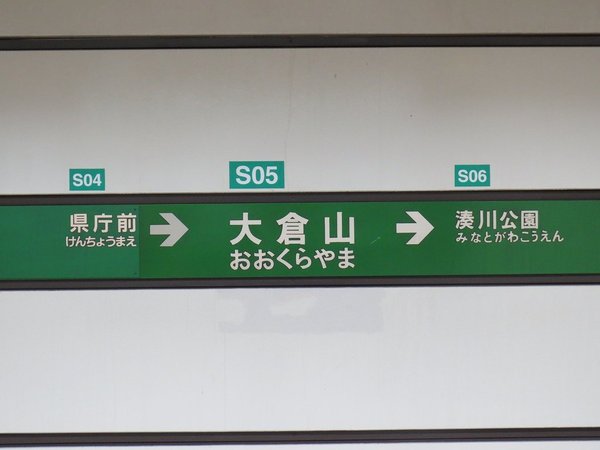 S04
S05
S06
県庁前
けんちょうまえ
大倉山
おおくらやま
湊川公園
みなとがわこうえん